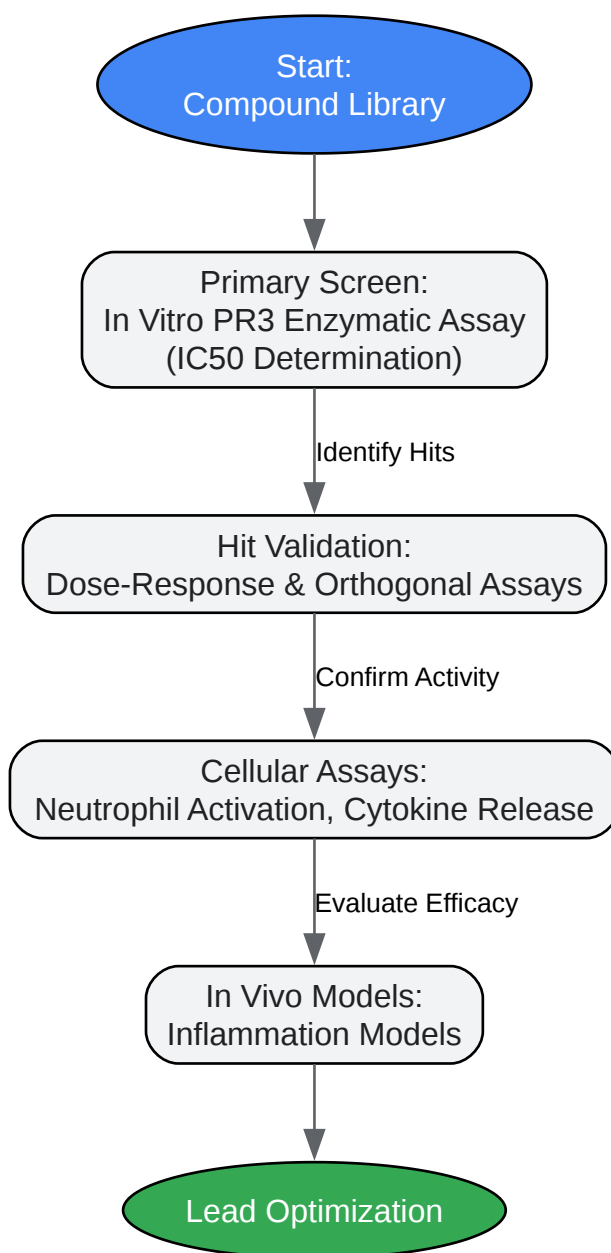 Start:
Compound Library
Primary Screen:
In Vitro PR3 Enzymatic Assay
(IC50 Determination)
Identify Hits
Hit Validation:
Dose-Response & Orthogonal Assays
Confirm Activity
Cellular Assays:
Neutrophil Activation, Cytokine Release
Evaluate Efficacy
In Vivo Models:
Inflammation Models
Lead Optimization